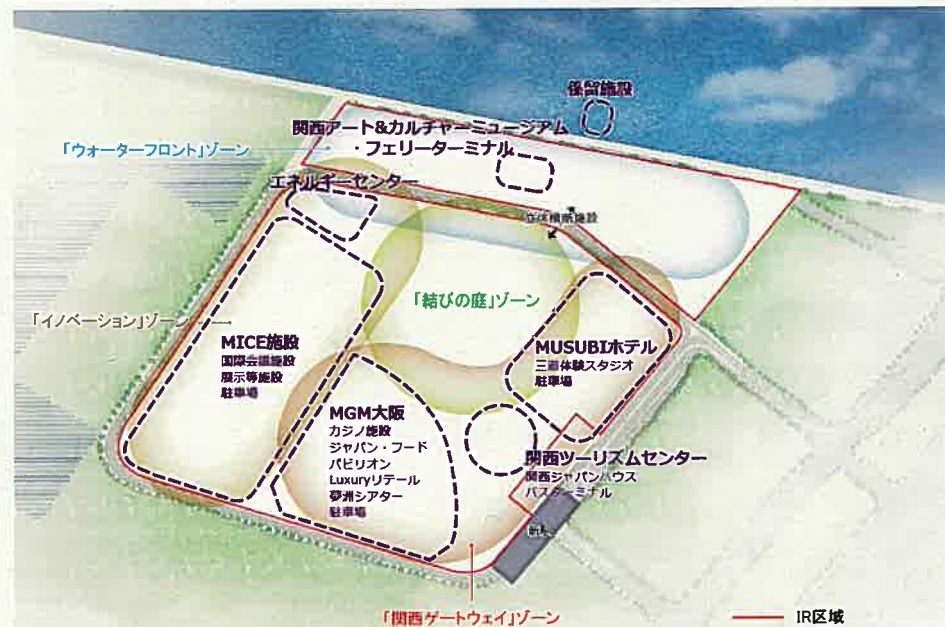 係留施設
関西アート&カルチャーミュージアム
・フェリーターミナル
「ウォーターフロント」ゾーン
エネルギーセンター
立体横断施設
「結びの庭」ゾーン
「イノベーション」ゾーン
MICE施設
国際会議施設
展示等施設
駐車場
MUSUBIホテル
三道体験スタジオ
駐車場
MGM大阪
カジノ施設
ジャパン・フード
パビリオン
Luxuryリテール
夢洲シアター
駐車場
関西ツーリズムセンター
関西ジャパンハウス
バスターミナル
「関西ゲートウェイ」ゾーン
IR区域